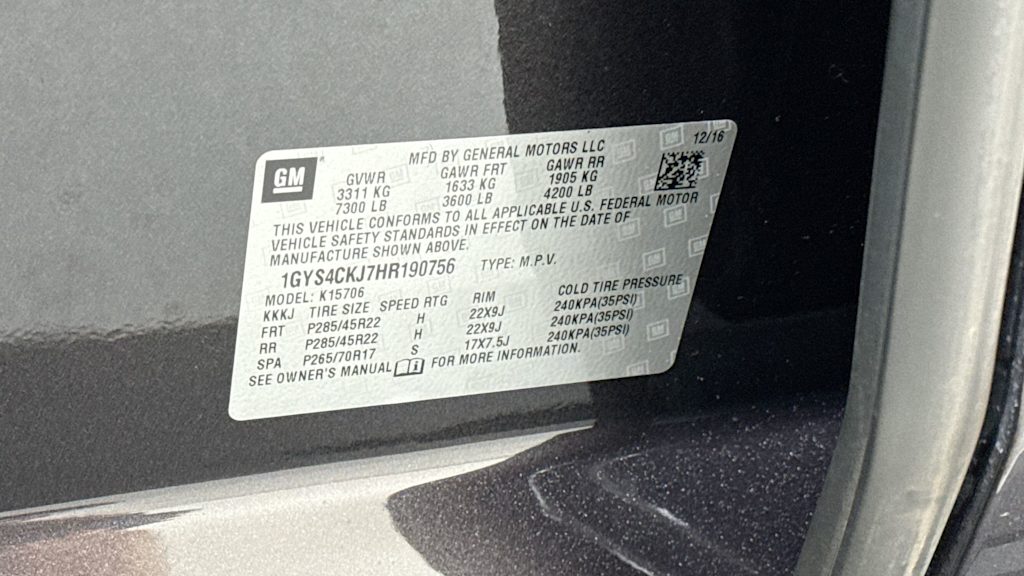 GM
MFD BY GENERAL MOTORS LLC 12/16
GVWR GAWR FRT GAWR RR
3311 KG 1633 KG 1905 KG
7300 LB 3600 LB 4200 LB
THIS VEHICLE CONFORMS TO ALL APPLICABLE U.S. FEDERAL MOTOR
VEHICLE SAFETY STANDARDS IN EFFECT ON THE DATE OF
MANUFACTURE SHOWN ABOVE.
1GYS4CKJ7HR190756 TYPE: M.P.V.
MODEL: K15706
KKKJ TIRE SIZE SPEED RTG RIM COLD TIRE PRESSURE
FRT P285/45R22 H 22X9J 240KPA(35PSI)
RR P285/45R22 H 22X9J 240KPA(35PSI)
SPA P265/70R17 S 17X7.5J 240KPA(35PSI)
SEE OWNER'S MANUAL FOR MORE INFORMATION.